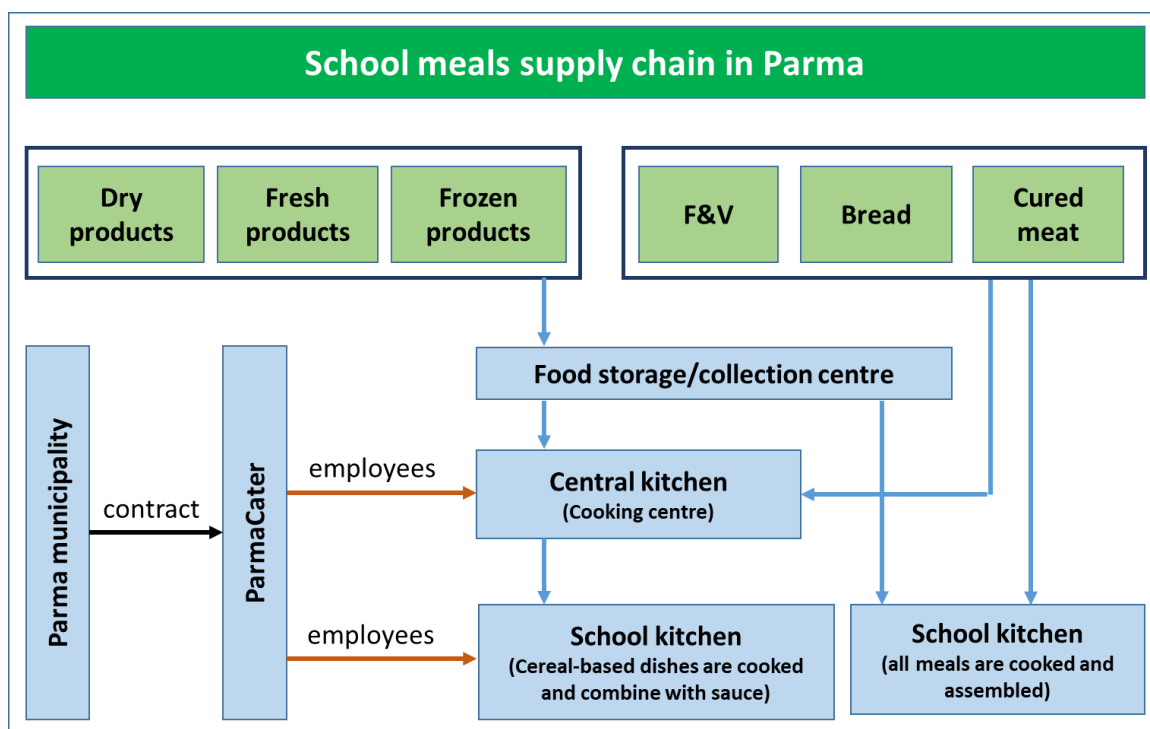 School meals supply chain in Parma
Dry
products
Fresh
products
Frozen
products
F&V
Bread
Cured
meat
Food storage/collection centre
Parma municipality
contract
ParmaCater
employees
Central kitchen
(Cooking centre)
employees
School kitchen
(Cereal-based dishes are cooked
and combine with sauce)
School kitchen
(all meals are cooked and
assembled)